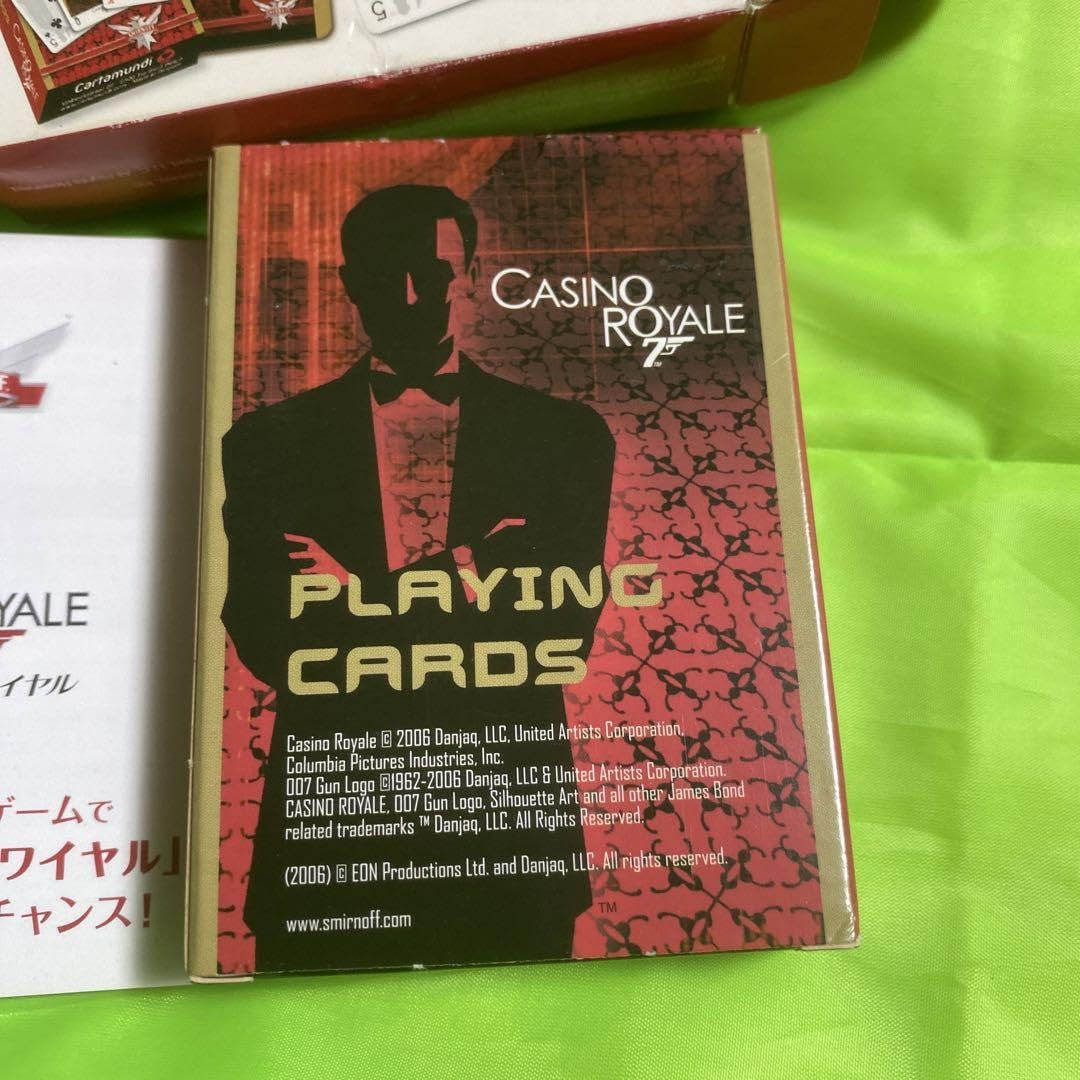 5
5
Cartamundi
CASINO
ROYALE
007
TM
PLAYING
CARDS
Casino Royale © 2006 Danjaq, LLC, United Artists Corporation,
Columbia Pictures Industries, Inc.
007 Gun Logo ©1962-2006 Danjaq, LLC & United Artists Corporation.
CASINO ROYALE, 007 Gun Logo, Silhouette Art and all other James Bond
related trademarks ™ Danjaq, LLC. All Rights Reserved.
(2006) © EON Productions Ltd. and Danjaq, LLC. All rights reserved.
www.smirnoff.com
TM
YALE
イヤル
ゲームで
ワイヤル」
チャンス!